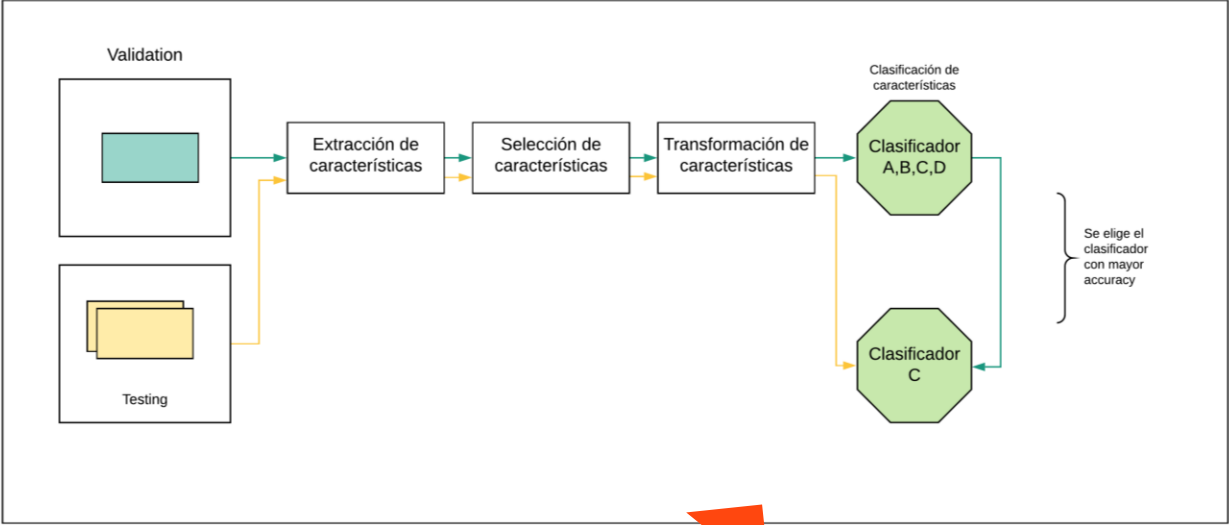 Validation
Extracción de
características
Selección de
características
Transformación de
características
Clasificación de
características
Clasificador
A,B,C,D
Se elige el
clasificador
con mayor
accuracy
Testing
Clasificador
C